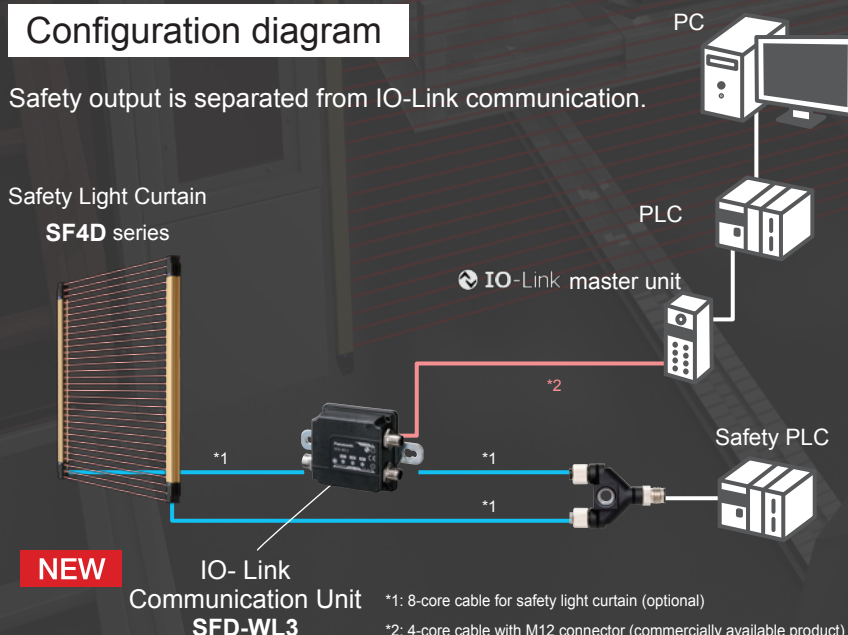 Configuration diagram
PC
Safety output is separated from IO-Link communication.
Safety Light Curtain
SF4D series
PLC
IO-Link master unit
*2
Safety PLC
Panasonic
*1
*1
*1
NEW
IO- Link
Communication Unit
SFD-WL3
*1: 8-core cable for safety light curtain (optional)
*2: 4-core cable with M12 connector (commercially available product)